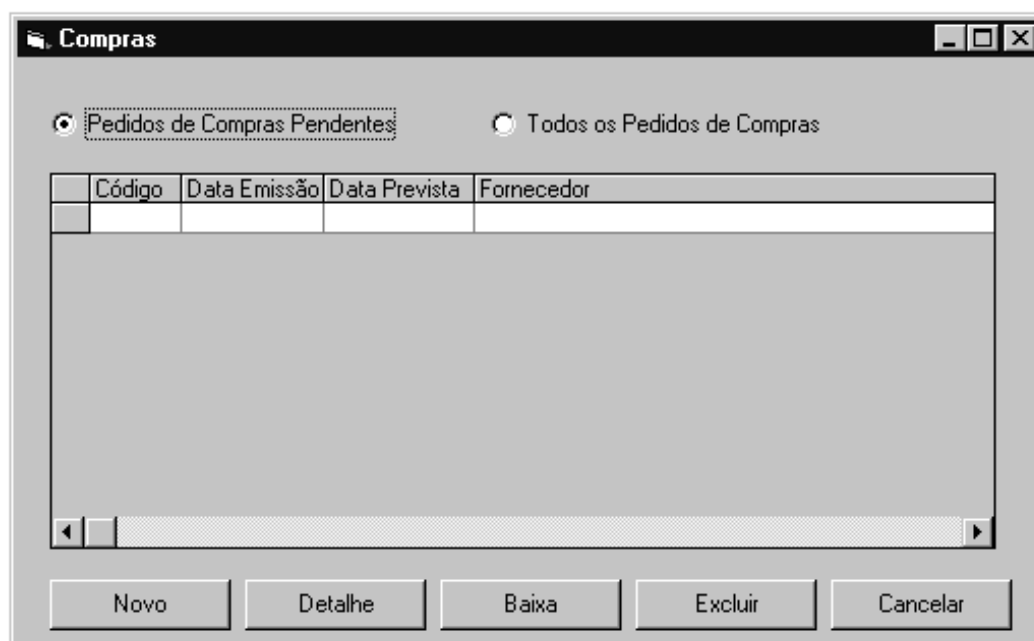 Compras
Pedidos de Compras Pendentes Todos os Pedidos de Compras
Código Data Emissão Data Prevista Fornecedor
Novo Detalhe Baixa Excluir Cancelar